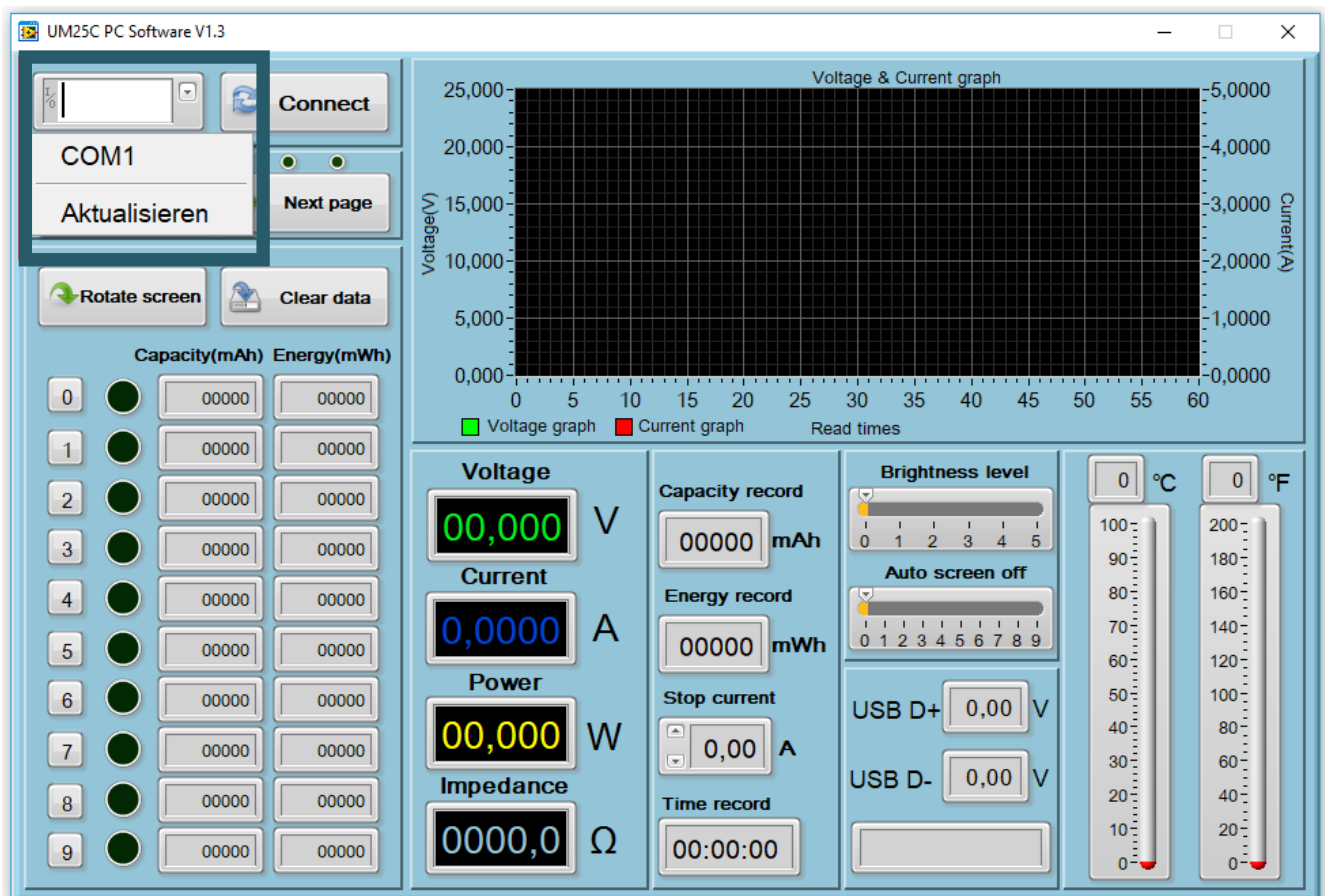 UM25C PC Software V1.3
I/O
Connect
COM1
Aktualisieren
Next page
Rotate screen
Clear data
Capacity(mAh) Energy(mWh)
0 00000 00000
1 00000 00000
2 00000 00000
3 00000 00000
4 00000 00000
5 00000 00000
6 00000 00000
7 00000 00000
8 00000 00000
9 00000 00000
Voltage & Current graph
25,000 5,0000
20,000 4,0000
15,000 3,0000
10,000 2,0000
5,000 1,0000
0,000 0,0000
Voltage(V)
Current(A)
0 5 10 15 20 25 30 35 40 45 50 55 60
Voltage graph Current graph Read times
Voltage
00,000 V
Current
0,0000 A
Power
00,000 W
Impedance
0000,0 Ω
Capacity record
00000 mAh
Energy record
00000 mWh
Stop current
0,00 A
Time record
00:00:00
Brightness level
0 1 2 3 4 5
Auto screen off
0 1 2 3 4 5 6 7 8 9
USB D+ 0,00 V
USB D- 0,00 V
0 °C 0 °F
100 200
90 180
80 160
70 140
60 120
50 100
40 80
30 60
20 40
10 20
0 0